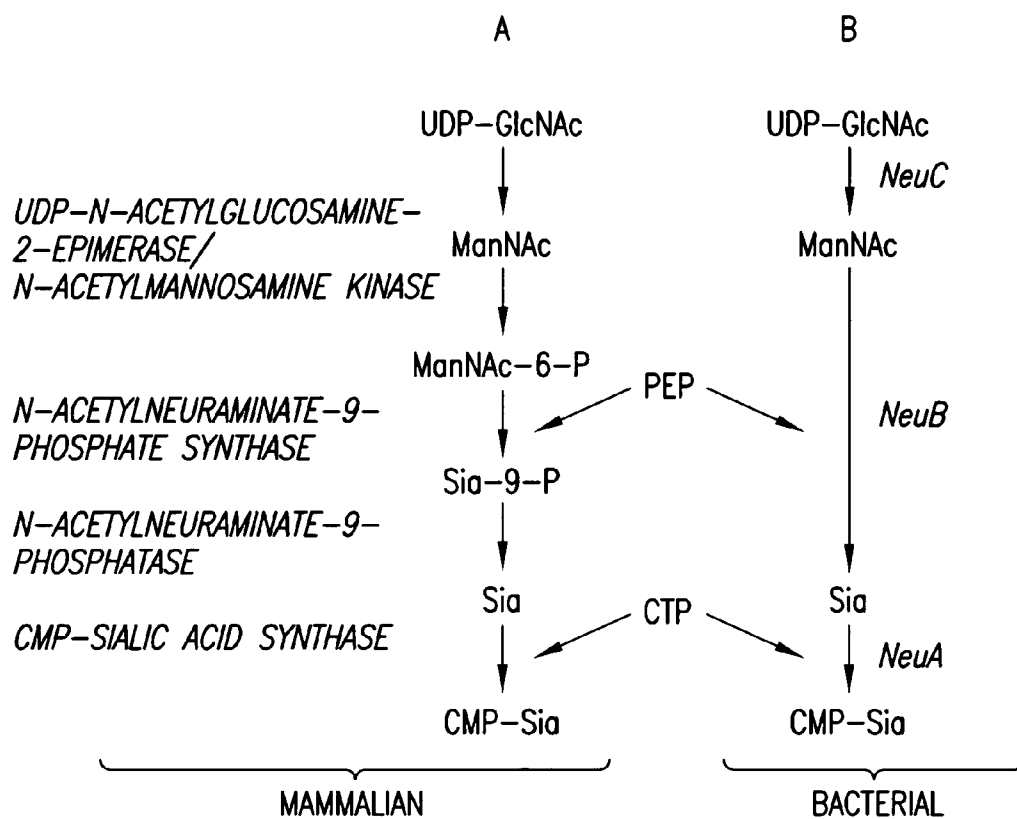 A B
UDP-GlcNAc UDP-GlcNAc
NeuC
UDP-N-ACETYLGLUCOSAMINE-
2-EPIMERASE/
N-ACETYLMANNOSAMINE KINASE
ManNAc ManNAc
ManNAc-6-P
PEP
N-ACETYLNEURAMINATE-9-
PHOSPHATE SYNTHASE
NeuB
Sia-9-P
N-ACETYLNEURAMINATE-9-
PHOSPHATASE
Sia CTP Sia
CMP-SIALIC ACID SYNTHASE
NeuA
CMP-Sia CMP-Sia
MAMMALIAN BACTERIAL